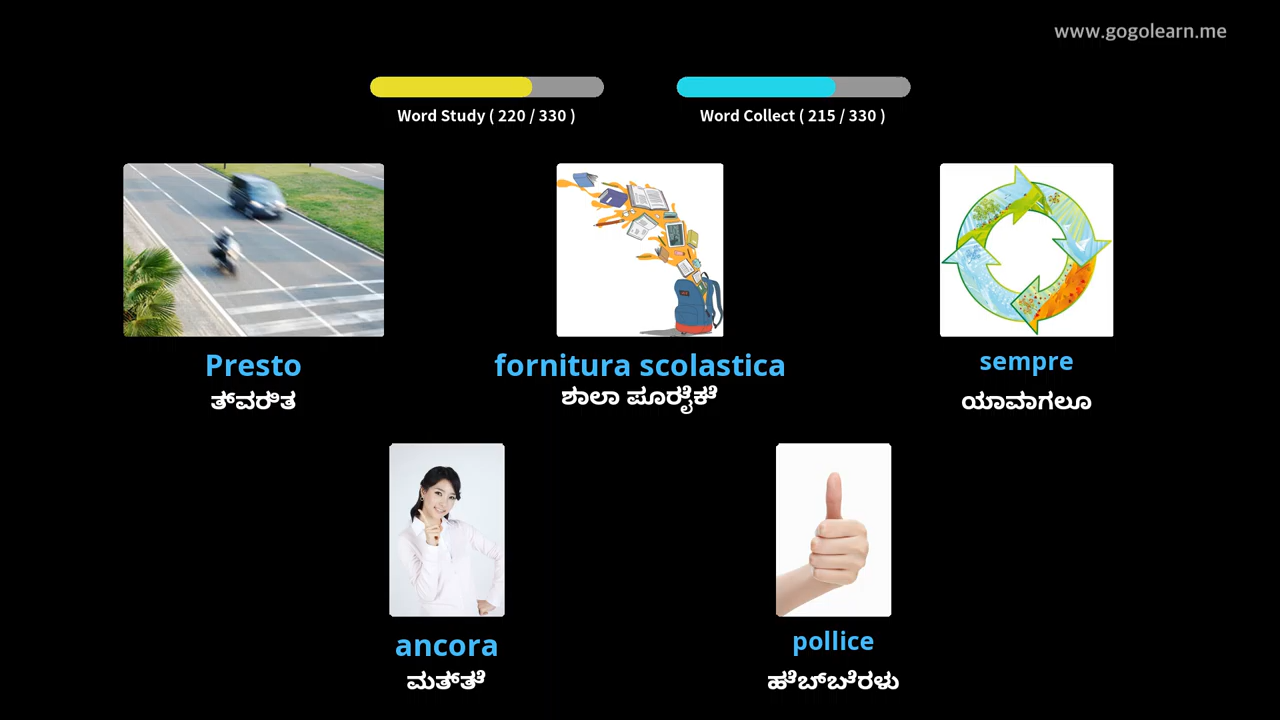 www.gogolearn.me
Word Study ( 220 / 330 )
Word Collect ( 215 / 330 )
Presto
ತ್ವರಿತ
fornitura scolastica
ಶಾಲಾ ಪೂರೈಕೆ
sempre
ಯಾವಾಗಲೂ
ancora
ಮತ್ತೆ
pollice
ಹೆಬ್ಬೆರಳು